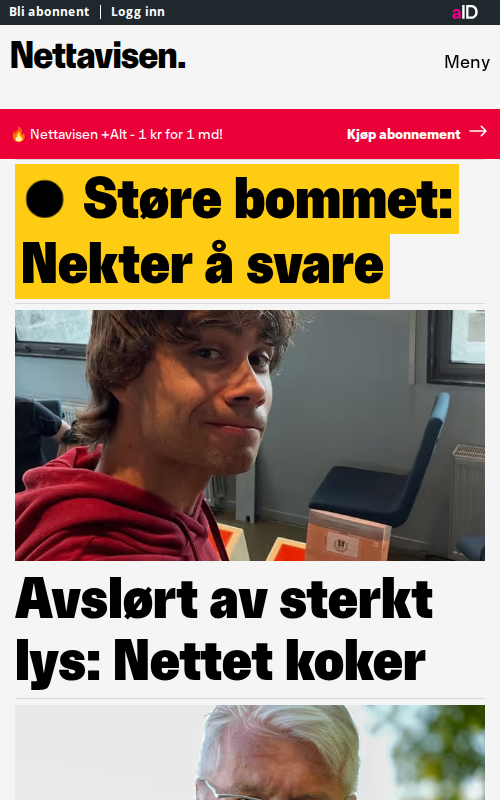 Bli abonnent | Logg inn
aID
Nettavisen.
Meny
🔥 Nettavisen +Alt - 1 kr for 1 md!
Kjøp abonnement →
Støre bommet:
Nekter å svare
Avslørt av sterkt
lys: Nettet koker